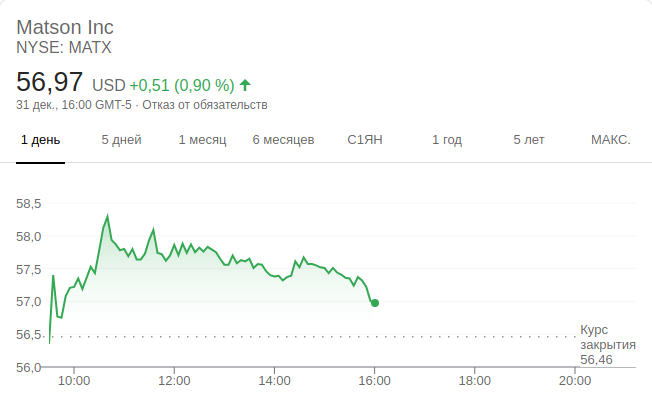 Matson Inc
NYSE: MATX
56,97 USD +0,51 (0,90 %)
31 дек., 16:00 GMT-5 · Отказ от обязательств
1 день 5 дней 1 месяц 6 месяцев С1ЯН 1 год 5 лет МАКС.
58,5
58,0
57,5
57,0
56,5
56,0
Курс
закрытия
56,46
10:00 12:00 14:00 16:00 18:00 20:00